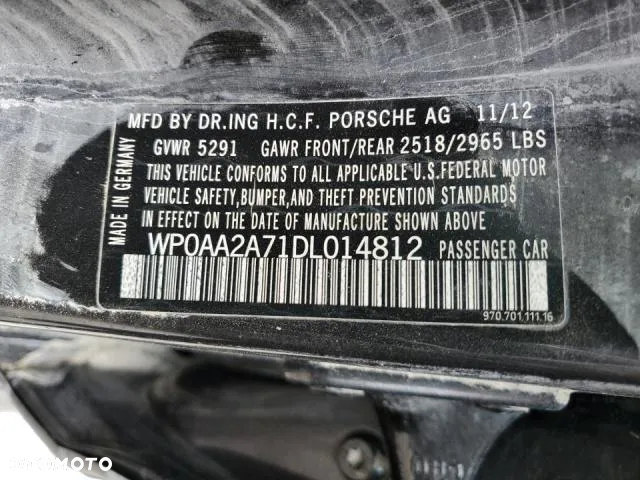 MFD BY DR.ING H.C.F. PORSCHE AG 11/12
GVWR 5291 GAWR FRONT/REAR 2518/2965 LBS
THIS VEHICLE CONFORMS TO ALL APPLICABLE U.S.FEDERAL MOTOR
VEHICLE SAFETY,BUMPER,AND THEFT PREVENTION STANDARDS
IN EFFECT ON THE DATE OF MANUFACTURE SHOWN ABOVE
WP0AA2A71DL014812 PASSENGER CAR
970.701.111.16
MADE IN GERMANY
OTOMOTO